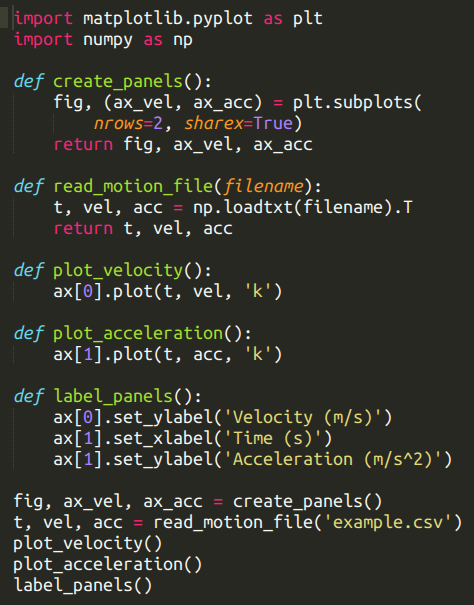 import matplotlib.pyplot as plt
import numpy as np

def create_panels():
    fig, (ax_vel, ax_acc) = plt.subplots(
        nrows=2, sharex=True)
    return fig, ax_vel, ax_acc

def read_motion_file(filename):
    t, vel, acc = np.loadtxt(filename).T
    return t, vel, acc

def plot_velocity():
    ax[0].plot(t, vel, 'k')

def plot_acceleration():
    ax[1].plot(t, acc, 'k')

def label_panels():
    ax[0].set_ylabel('Velocity (m/s)')
    ax[1].set_xlabel('Time (s)')
    ax[1].set_ylabel('Acceleration (m/s^2)')

fig, ax_vel, ax_acc = create_panels()
t, vel, acc = read_motion_file('example.csv')
plot_velocity()
plot_acceleration()
label_panels()